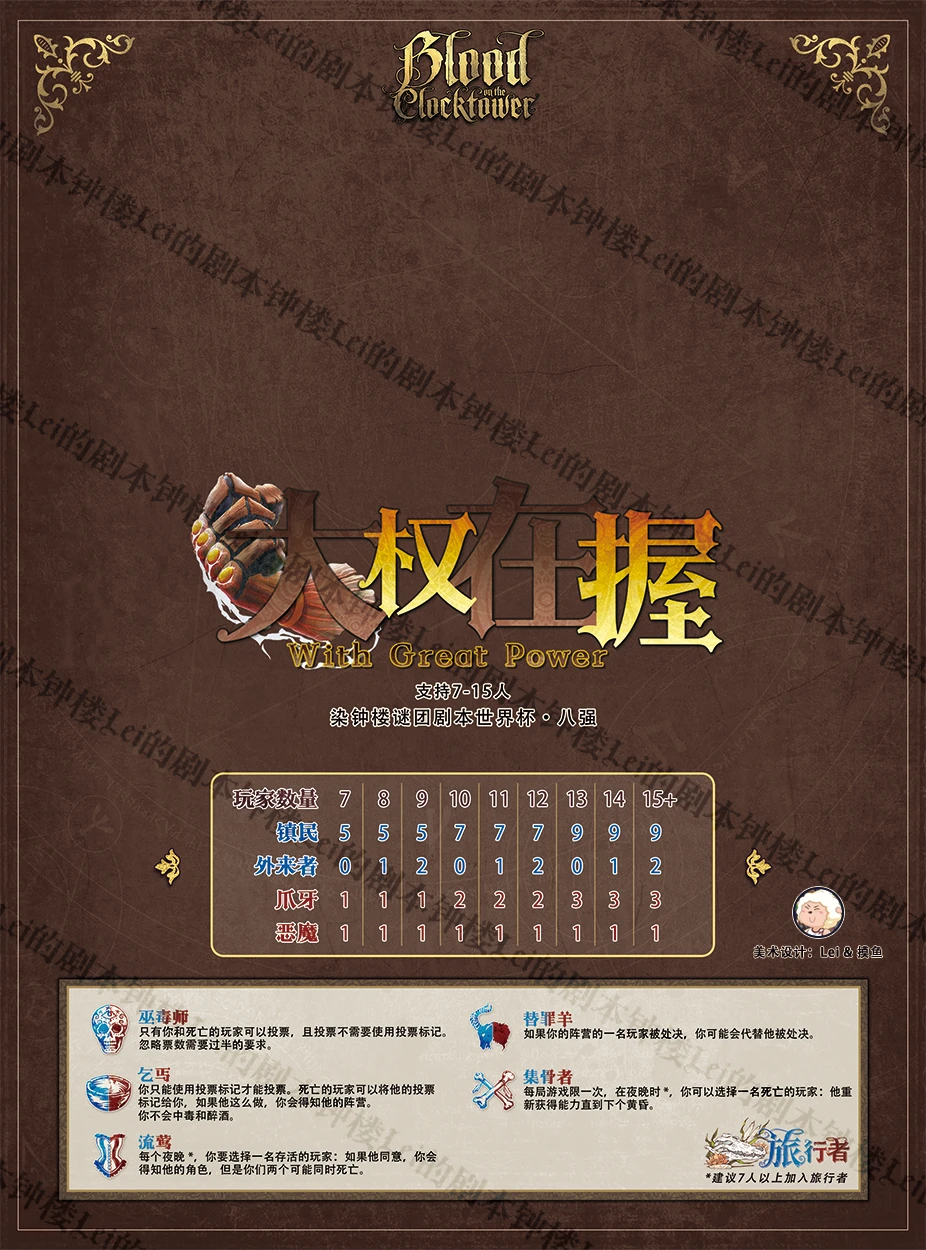 Blood
on the
Clocktower
大权在握
With Great Power
支持7-15人
染钟楼谜团剧本世界杯·八强
玩家数量 7 8 9 10 11 12 13 14 15+
镇民 5 5 5 7 7 7 9 9 9
外来者 0 1 2 0 1 2 0 1 2
爪牙 1 1 1 2 2 2 3 3 3
恶魔 1 1 1 1 1 1 1 1 1
美术设计：Lei & 摸鱼
巫毒师
只有你和死亡的玩家可以投票，且投票不需要使用投票标记。
忽略票数需要过半的要求。
乞丐
你只能使用投票标记才能投票。死亡的玩家可以将他的投票
标记给你，如果他这么做，你会得知他的阵营。
你不会中毒和醉酒。
流莺
每个夜晚*，你要选择一名存活的玩家：如果他同意，你会
得知他的角色，但是你们两个可能同时死亡。
替罪羊
如果你的阵营的一名玩家被处决，你可能会代替他被处决。
集骨者
每局游戏限一次，在夜晚时*，你可以选择一名死亡的玩家：他重
新获得能力直到下个黄昏。
旅行者
*建议7人以上加入旅行者
钟楼Lei的剧本